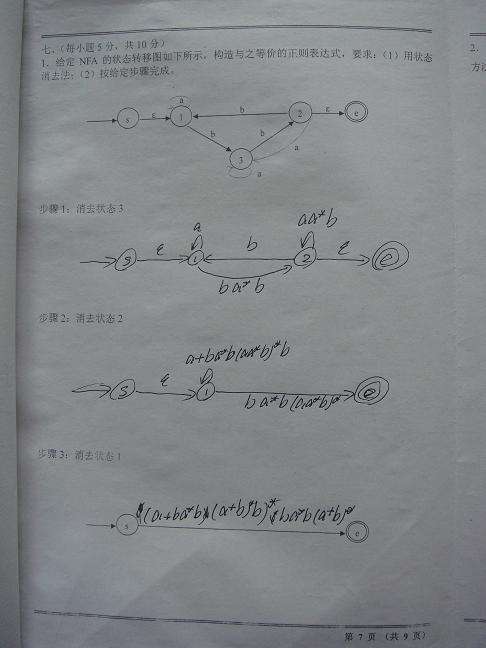 七、（每小题5分，共10分）
1．给定 NFA 的状态转移图如下所示，构造与之等价的正则表达式，要求：（1）用状态
消去法；（2）按给定步骤完成。
2．
方法
a
s ε 1 b 2 ε e
b b
3 a
a
步骤1：消去状态3
a aa*b
s ε 1 b 2 ε e
ba*b
步骤2：消去状态2
a+ba*b(aa*b)*b
s ε 1 e
ba*b(aa*b)*
步骤3：消去状态1
s e
第 7 页 （共 9 页）